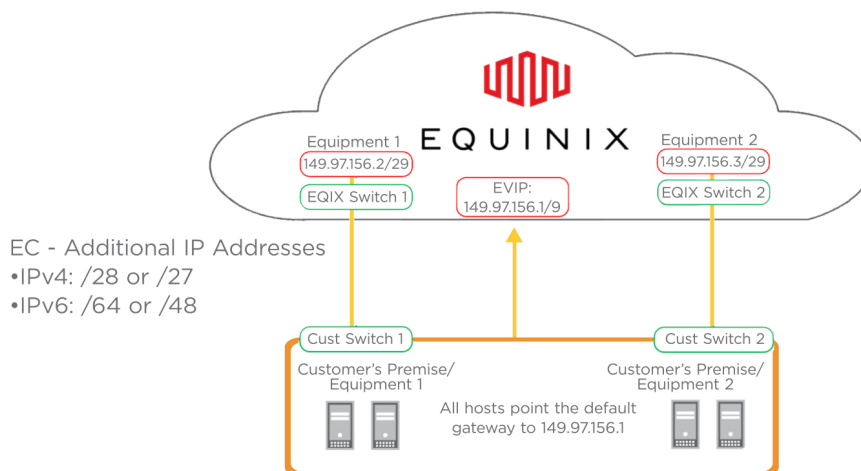 EQUINIX
Equipment 1
149.97.156.2/29
EQIX Switch 1
EVIP:
149.97.156.1/9
Equipment 2
149.97.156.3/29
EQIX Switch 2
EC - Additional IP Addresses
•IPv4: /28 or /27
•IPv6: /64 or /48
Cust Switch 1
Cust Switch 2
Customer's Premise/
Equipment 1
Customer's Premise/
Equipment 2
All hosts point the default
gateway to 149.97.156.1